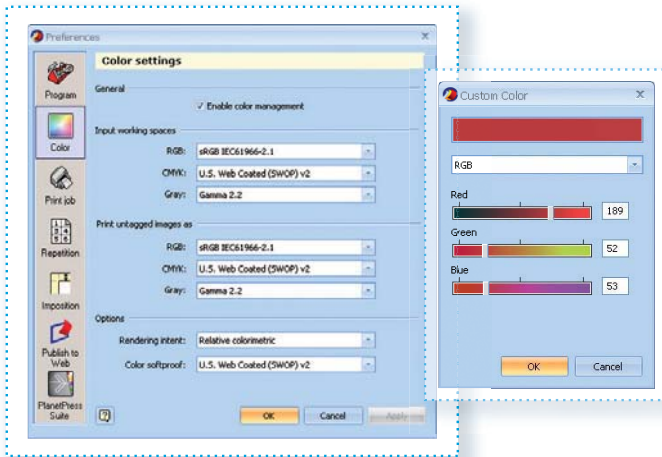 Preferences
Color settings
Program
General
Enable color management
Color
Input working spaces
RGB: sRGB IEC61966-2.1
CMYK: U.S. Web Coated (SWOP) v2
Gray: Gamma 2.2
Print job
Repetition
Print untagged images as
RGB: sRGB IEC61966-2.1
CMYK: U.S. Web Coated (SWOP) v2
Gray: Gamma 2.2
Imposition
Options
Rendering intent: Relative colorimetric
Color softproof: U.S. Web Coated (SWOP) v2
Publish to
Web
PlanetPress
Suite
?
OK Cancel Apply
Custom Color
RGB
Red
189
Green
52
Blue
53
OK Cancel